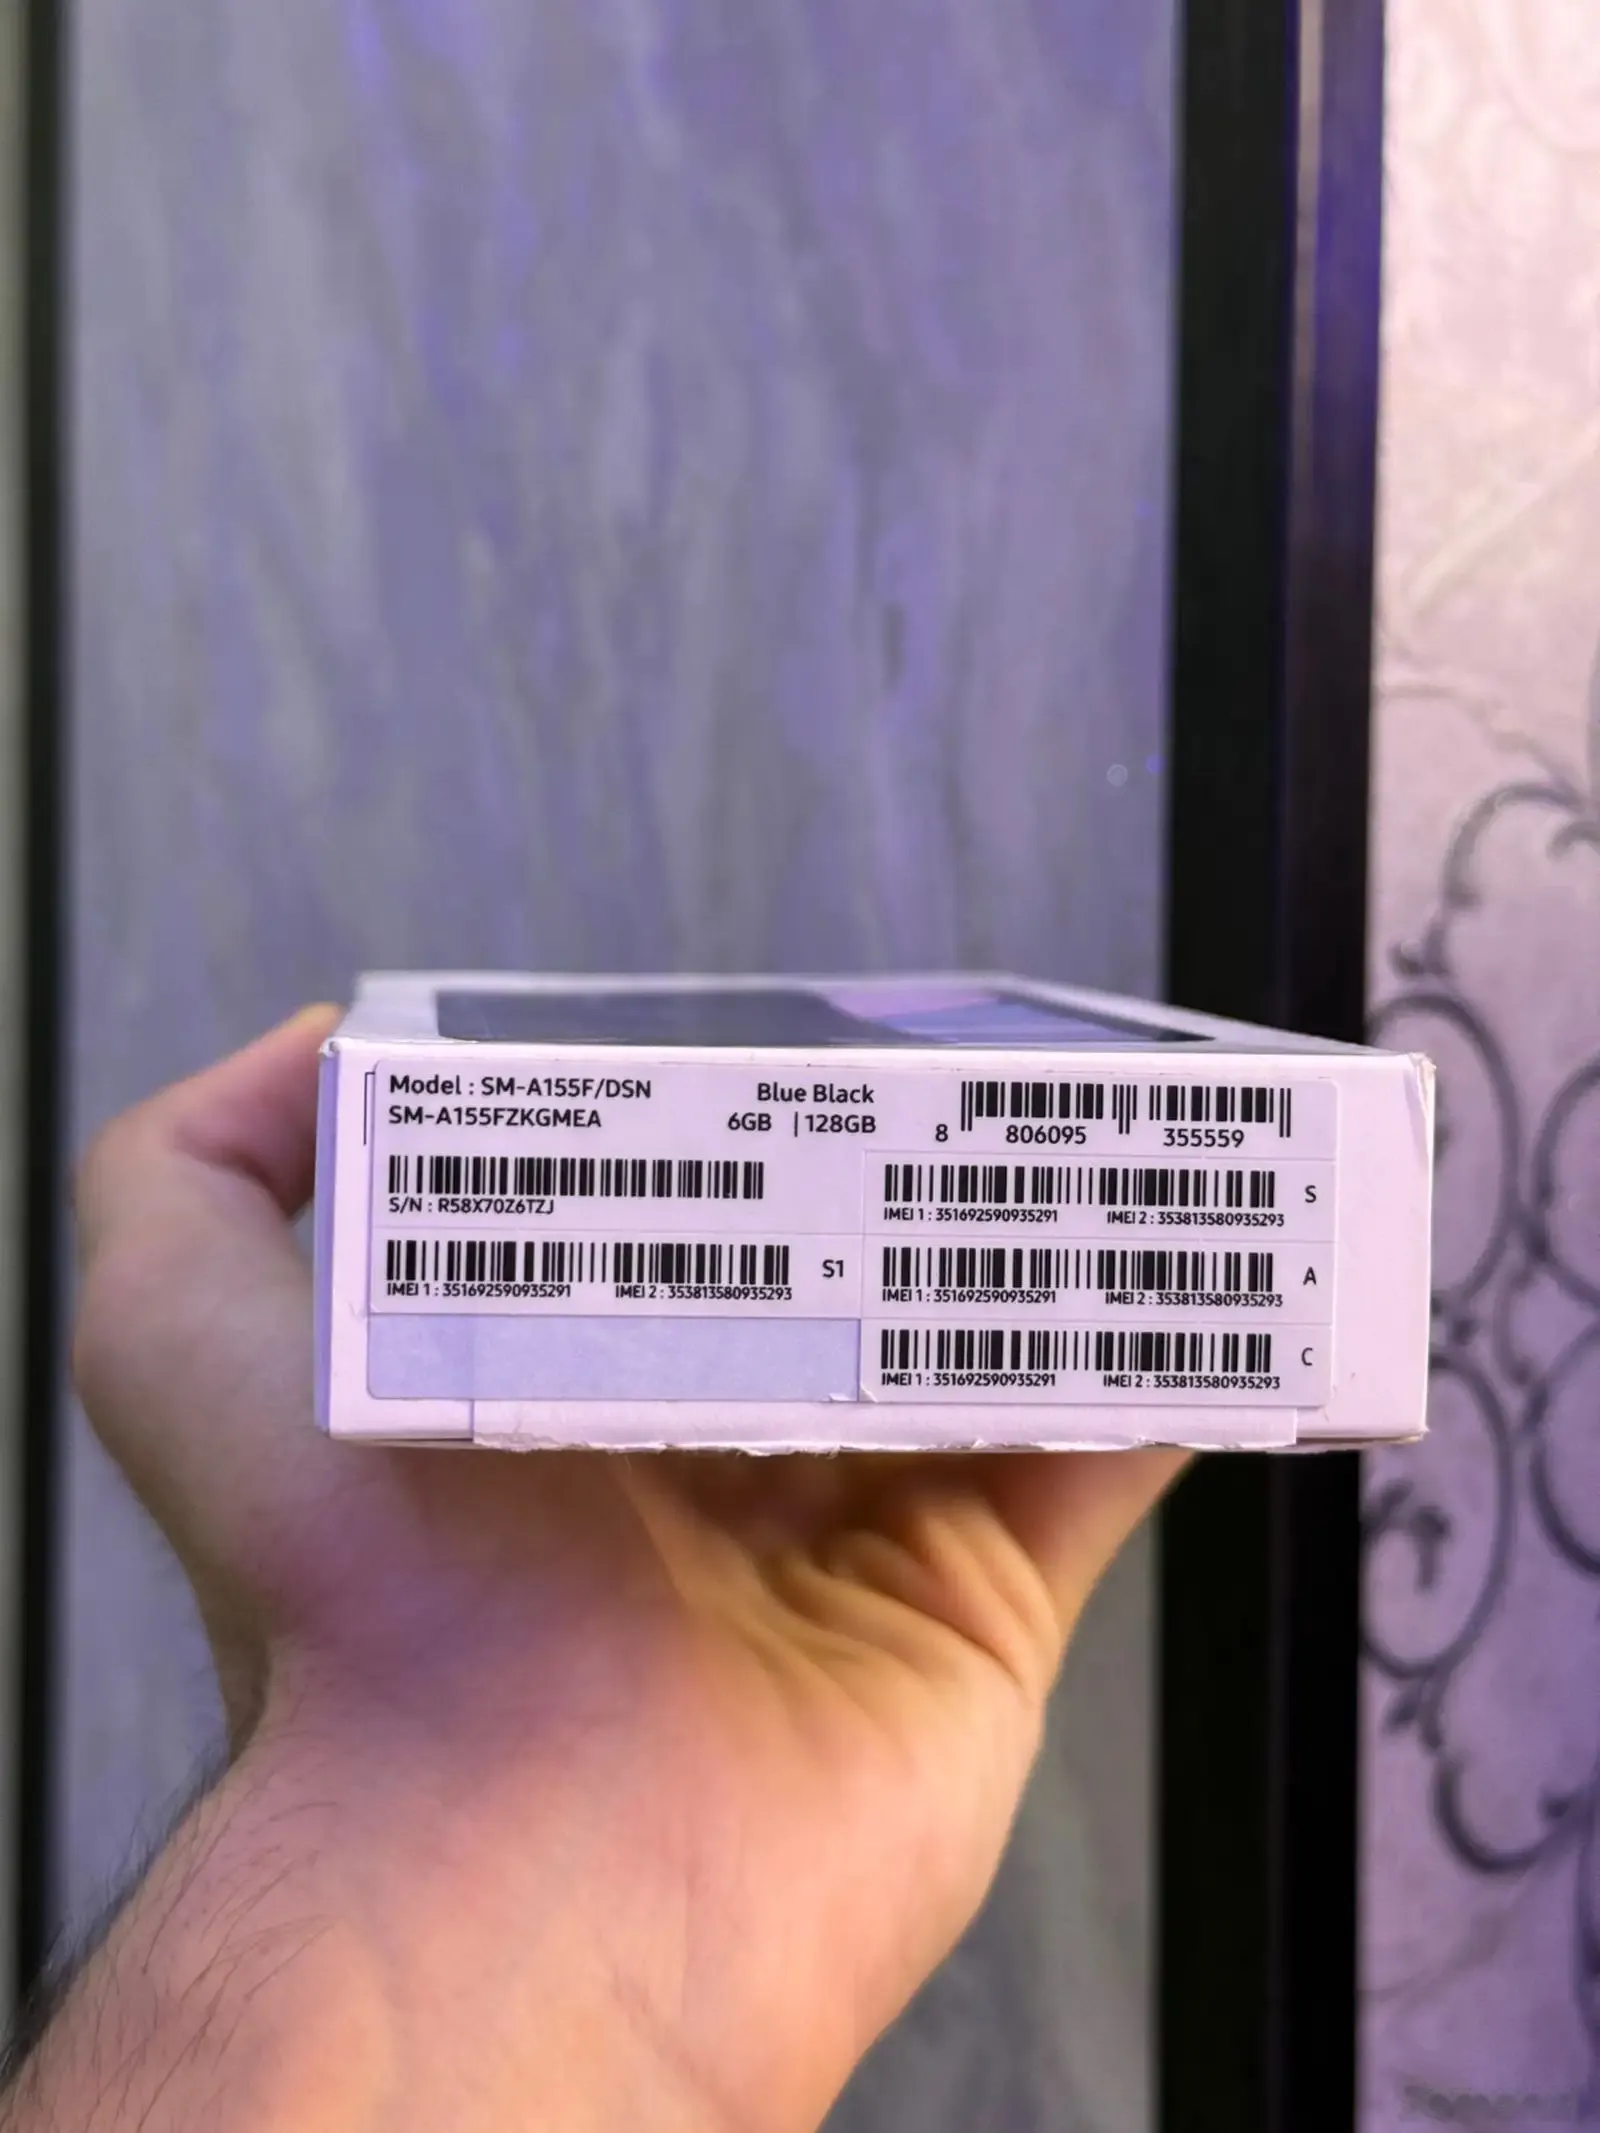 Model : SM-A155F/DSN
SM-A155FZKGMEA
Blue Black
6GB | 128GB
8 806095 355559
S/N : R58X70Z6TZJ
IMEI 1 : 351692590935291 IMEI 2 : 353813580935293 S
IMEI 1 : 351692590935291 IMEI 2 : 353813580935293 S1
IMEI 1 : 351692590935291 IMEI 2 : 353813580935293 A
IMEI 1 : 351692590935291 IMEI 2 : 353813580935293 C